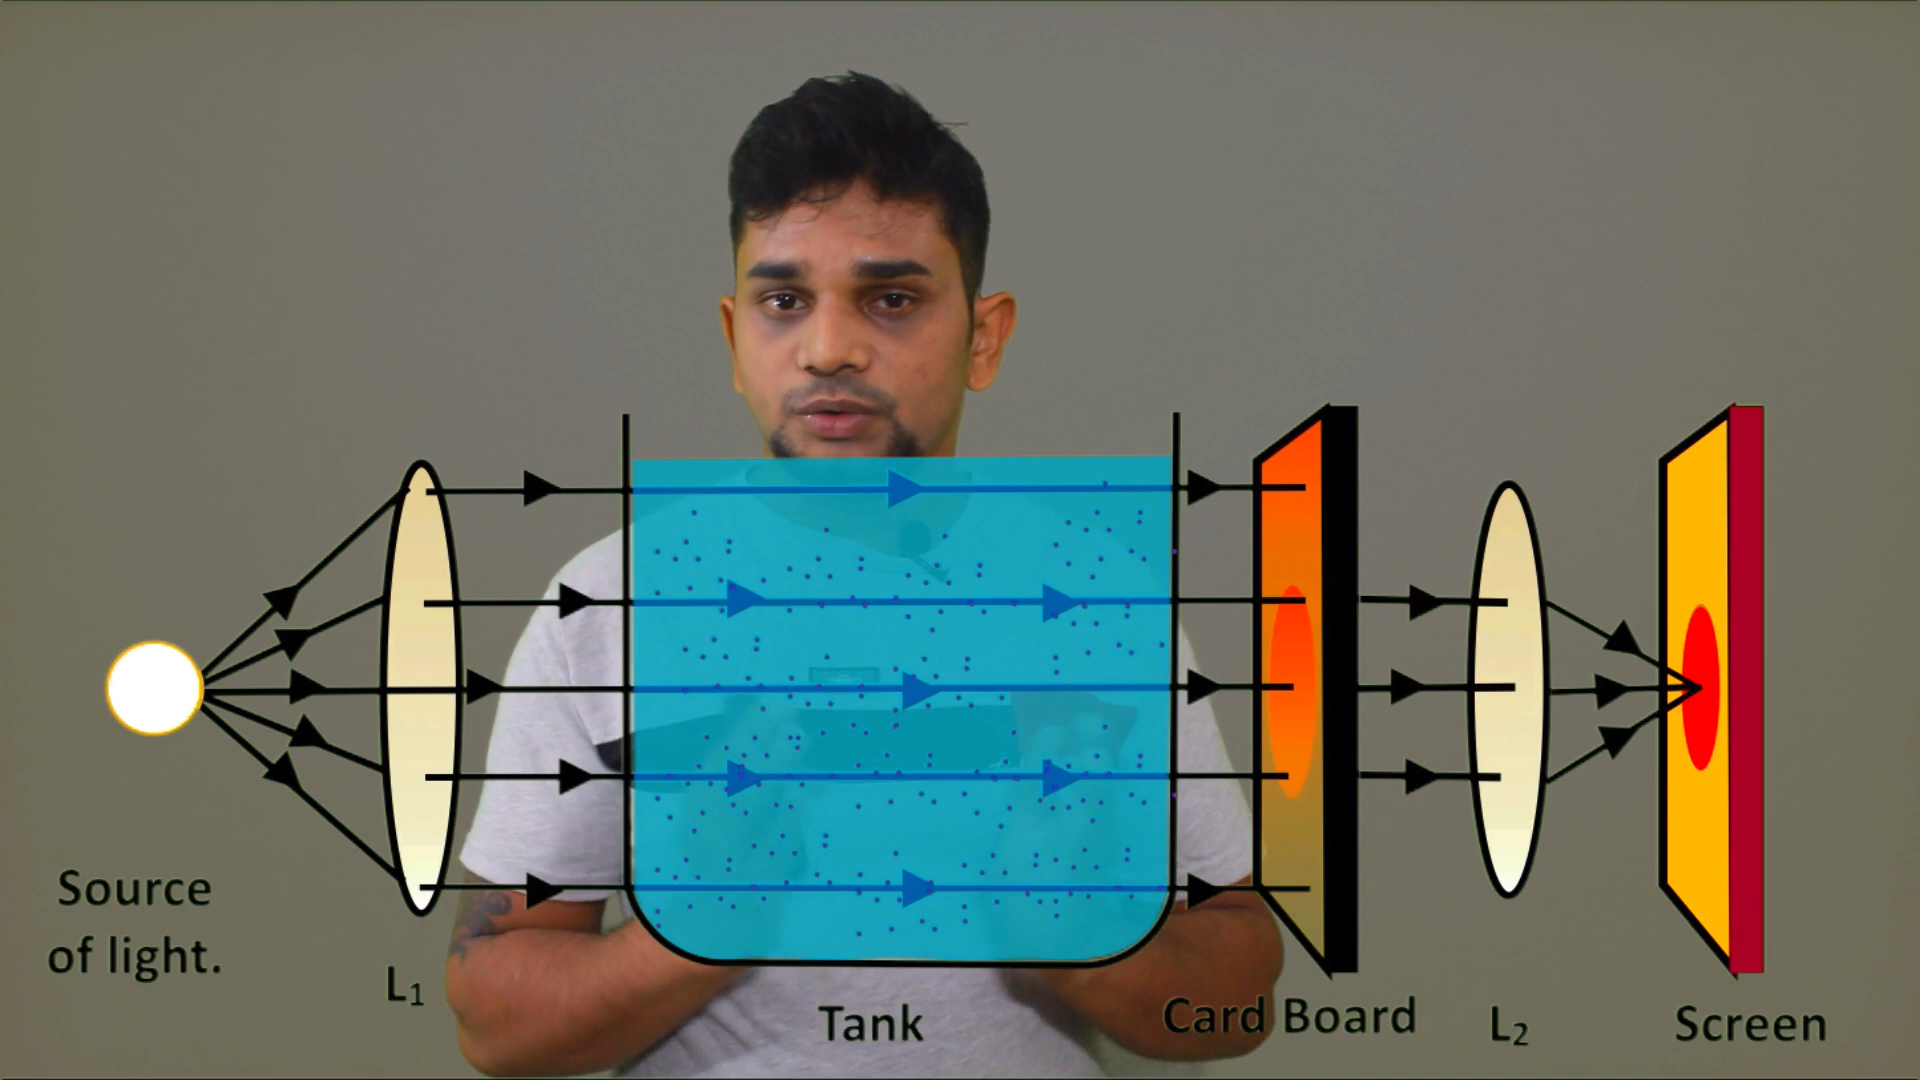 Source
of light.
L₁
Tank
Card Board
L₂
Screen